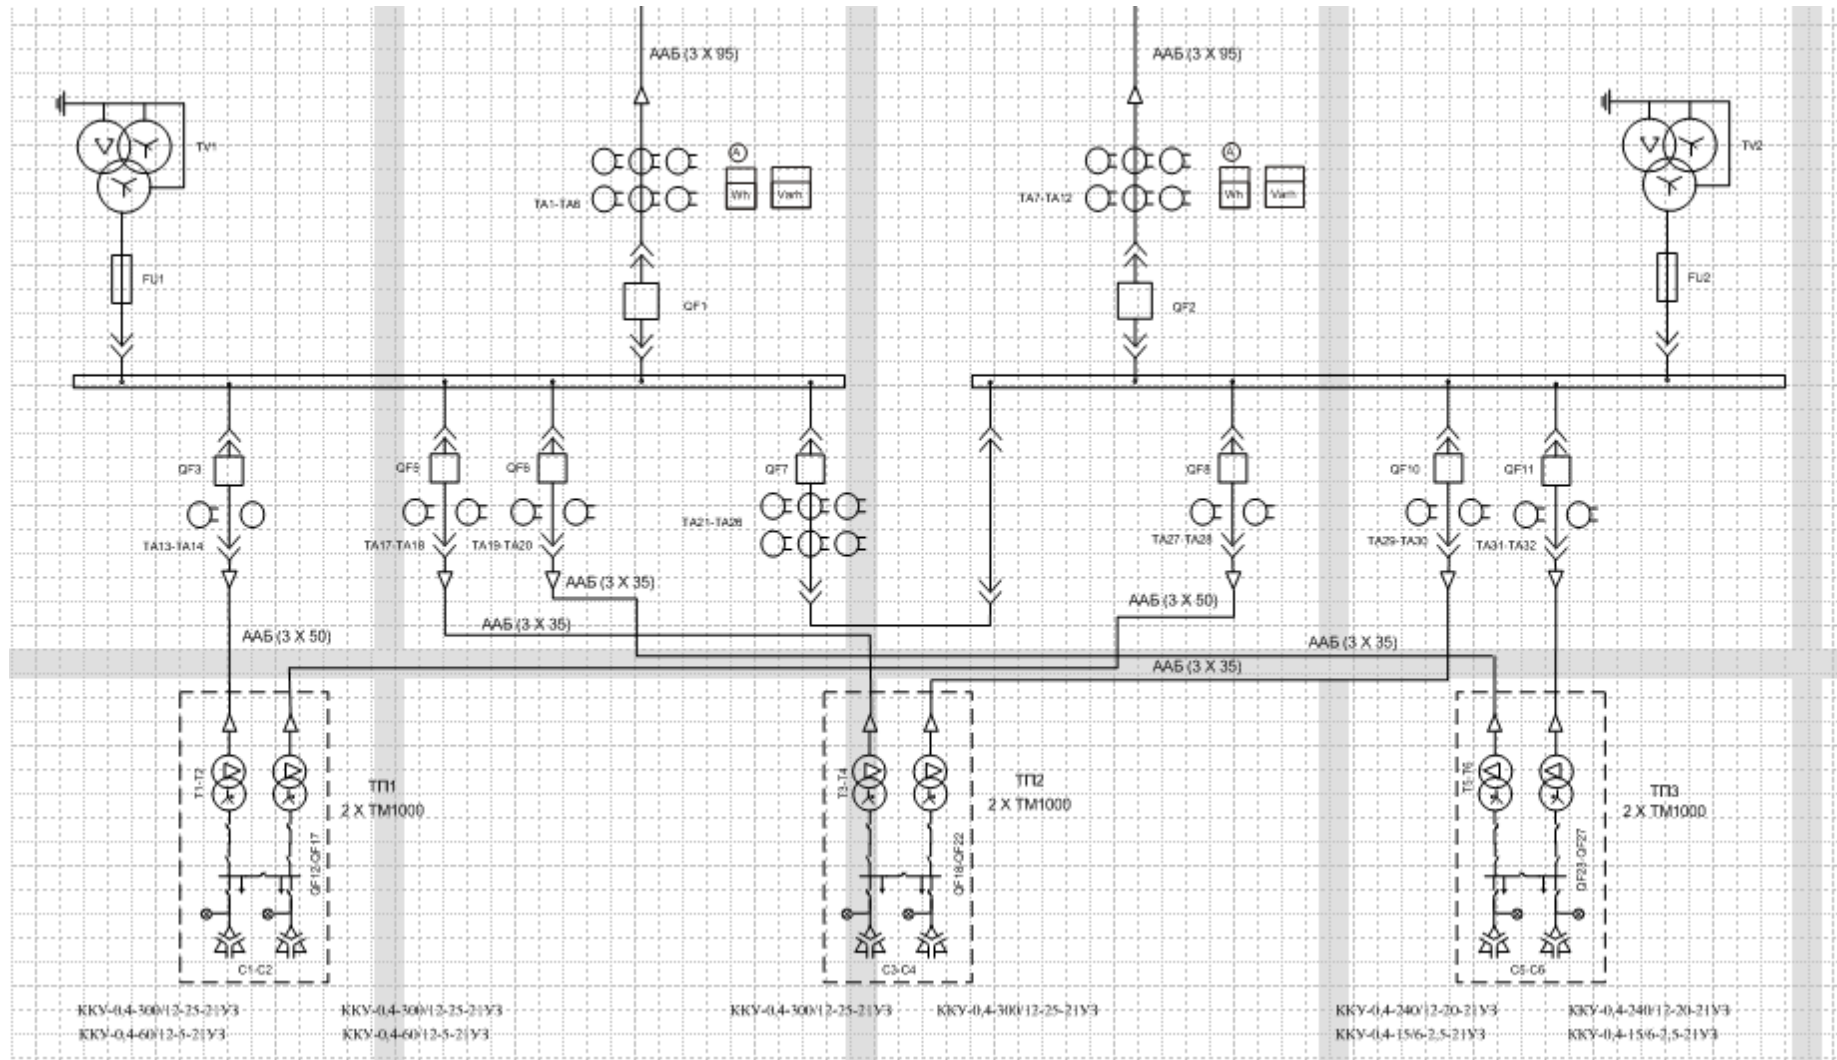 ААБ (3 X 95)
ААБ (3 X 95)
TV1
TV2
A
Wh
Varh
TA1-TA6
A
Wh
Varh
TA7-TA12
FU1
FU2
QF1
QF2
QF3
QF5
QF6
QF7
QF8
QF10
QF11
TA13-TA14
TA17-TA18
TA19-TA20
TA21-TA26
TA27-TA28
TA29-TA30
TA31-TA32
ААБ (3 X 35)
ААБ (3 X 50)
ААБ (3 X 50)
ААБ (3 X 35)
ААБ (3 X 35)
ААБ (3 X 35)
T1-T2
ТП1
2 X ТМ1000
QF12-QF17
C1-C2
T3-T4
ТП2
2 X ТМ1000
QF18-QF22
C3-C4
T5-T6
ТП3
2 X ТМ1000
QF23-QF27
C5-C6
ККУ-0,4-300/12-25-21У3
ККУ-0,4-300/12-25-21У3
ККУ-0,4-300/12-25-21У3
ККУ-0,4-300/12-25-21У3
ККУ-0,4-240/12-20-21У3
ККУ-0,4-240/12-20-21У3
ККУ-0,4-60/12-5-21У3
ККУ-0,4-60/12-5-21У3
ККУ-0,4-15/6-2,5-21У3
ККУ-0,4-15/6-2,5-21У3